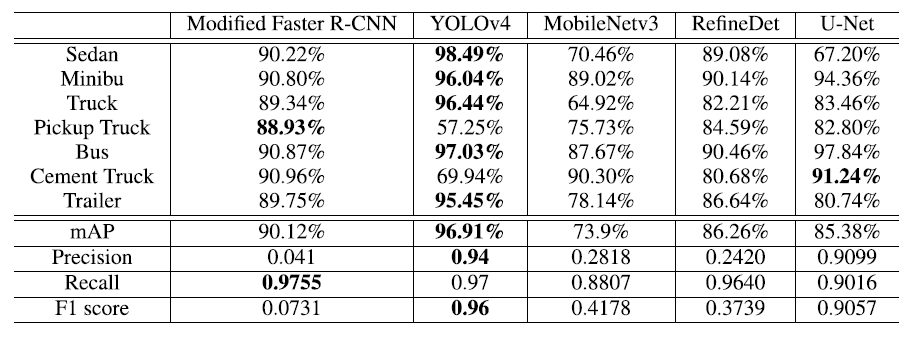 Modified Faster R-CNN YOLOv4 MobileNetv3 RefineDet U-Net
Sedan 90.22% 98.49% 70.46% 89.08% 67.20%
Minibu 90.80% 96.04% 89.02% 90.14% 94.36%
Truck 89.34% 96.44% 64.92% 82.21% 83.46%
Pickup Truck 88.93% 57.25% 75.73% 84.59% 82.80%
Bus 90.87% 97.03% 87.67% 90.46% 97.84%
Cement Truck 90.96% 69.94% 90.30% 80.68% 91.24%
Trailer 89.75% 95.45% 78.14% 86.64% 80.74%
mAP 90.12% 96.91% 73.9% 86.26% 85.38%
Precision 0.041 0.94 0.2818 0.2420 0.9099
Recall 0.9755 0.97 0.8807 0.9640 0.9016
F1 score 0.0731 0.96 0.4178 0.3739 0.9057